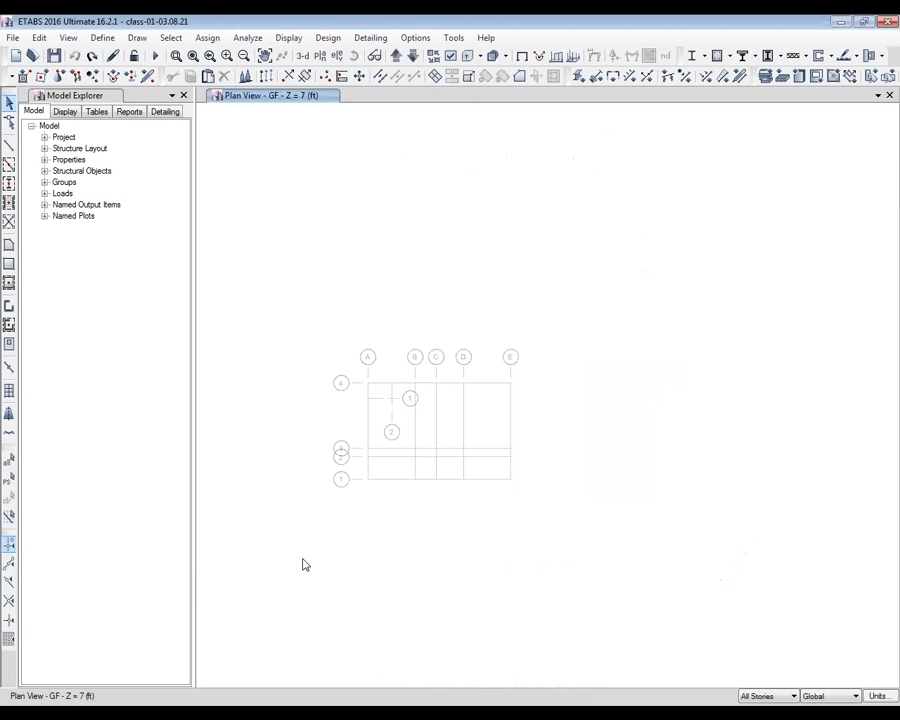 ETABS 2016 Ultimate 16.2.1 - class-01-03.08.21
File Edit View Define Draw Select Assign Analyze Display Design Detailing Options Tools Help
3-d
Model Explorer
Plan View - GF - Z = 7 (ft)
Model Display Tables Reports Detailing
Model
Project
Structure Layout
Properties
Structural Objects
Groups
Loads
Named Output Items
Named Plots
A B C D E
4
1
2
3
2
1
Plan View - GF - Z = 7 (ft)
All Stories Global Units...